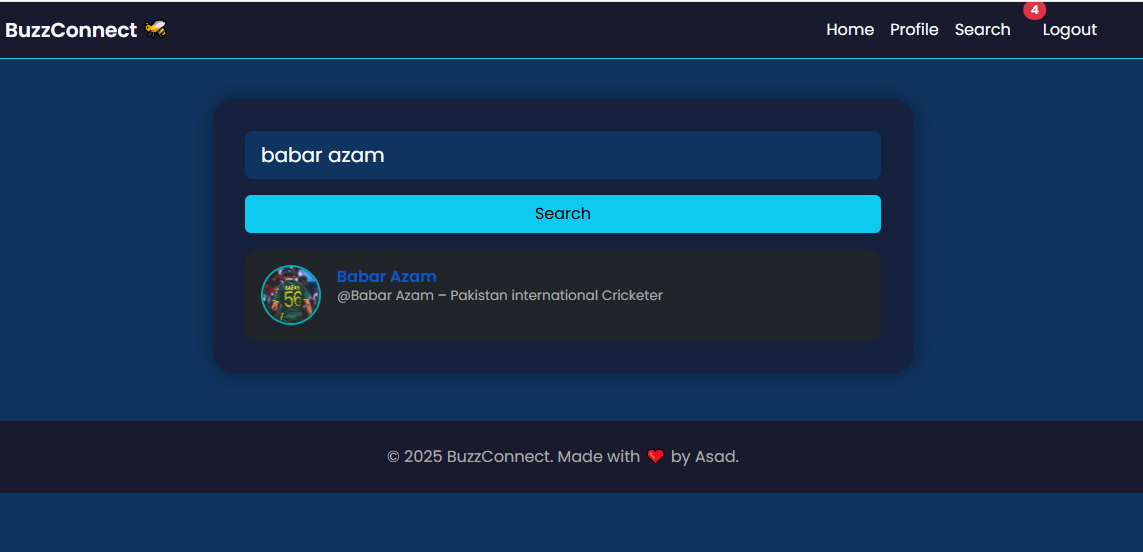 BuzzConnect 🐝
Home Profile Search 4 Logout
babar azam
Search
BABAR
56
Babar Azam
@Babar Azam – Pakistan international Cricketer
© 2025 BuzzConnect. Made with ❤️ by Asad.